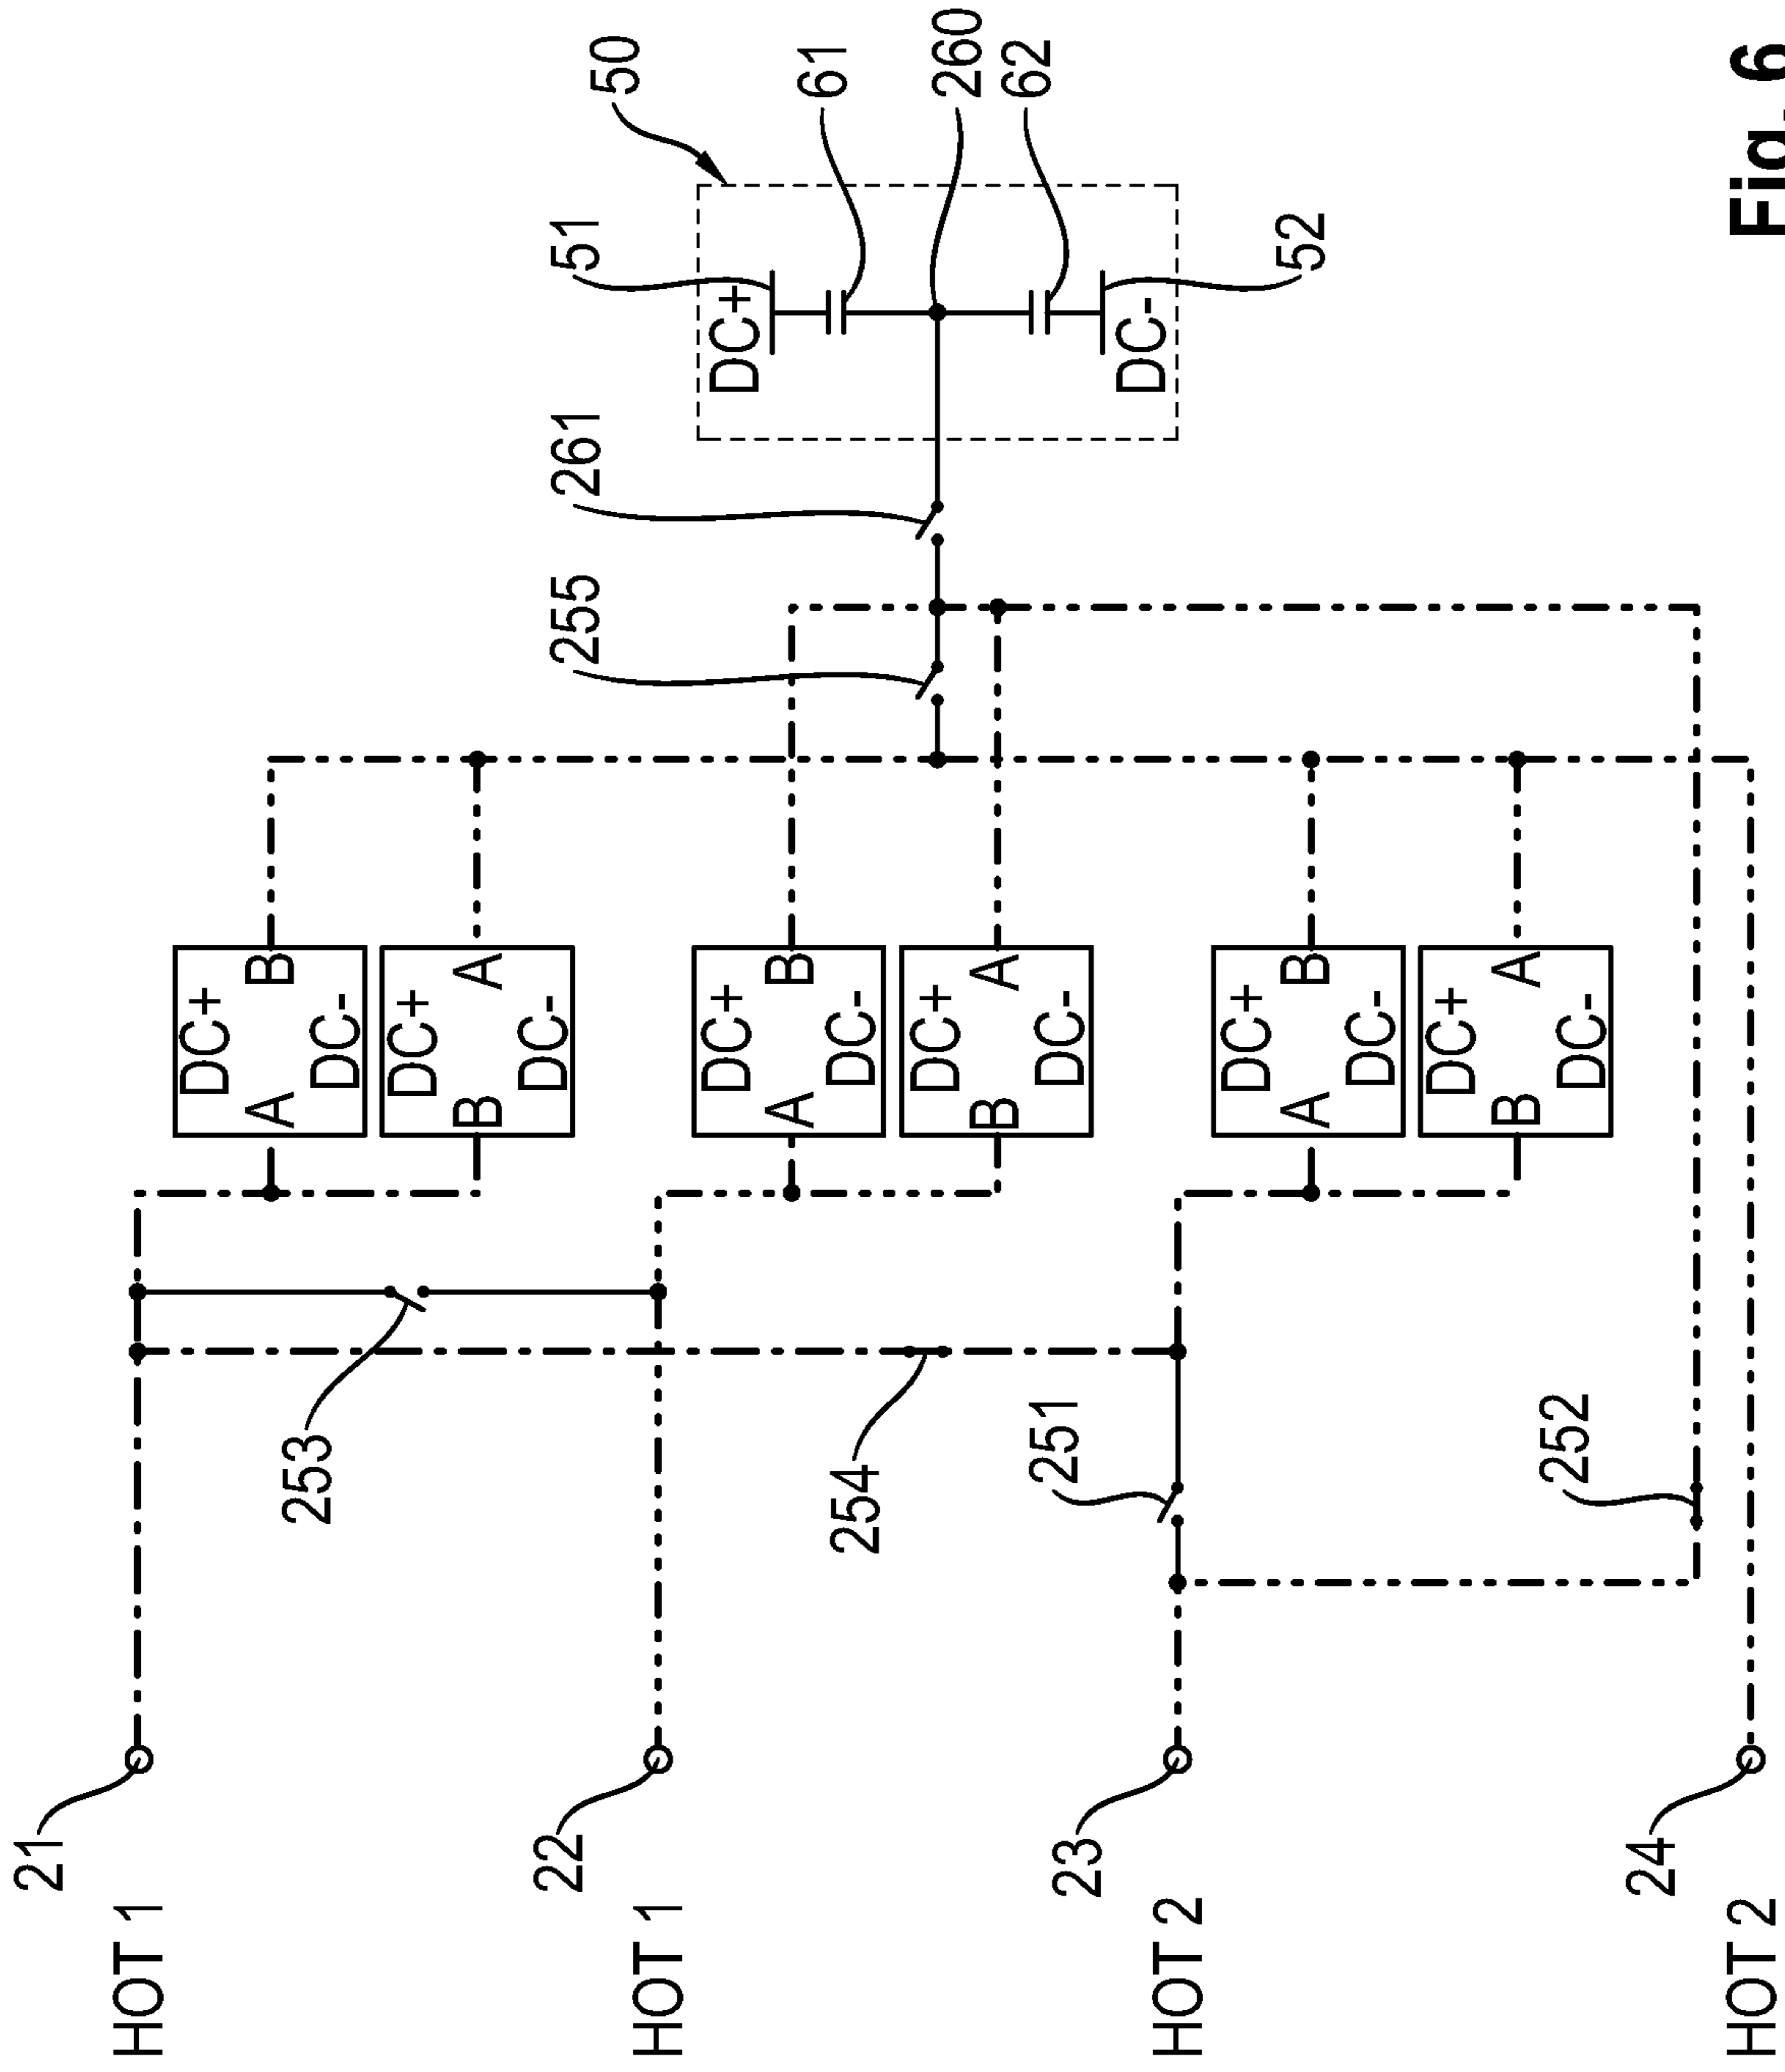 HOT 1
21
HOT 1
22
HOT 2
23
HOT 2
24
253
254
251
252
A
DC+
B
DC-
B
DC+
A
DC-
A
DC+
B
DC-
B
DC+
A
DC-
A
DC+
B
DC-
B
DC+
A
DC-
255
261
50
51
DC+
61
260
62
DC-
52
Fig. 6